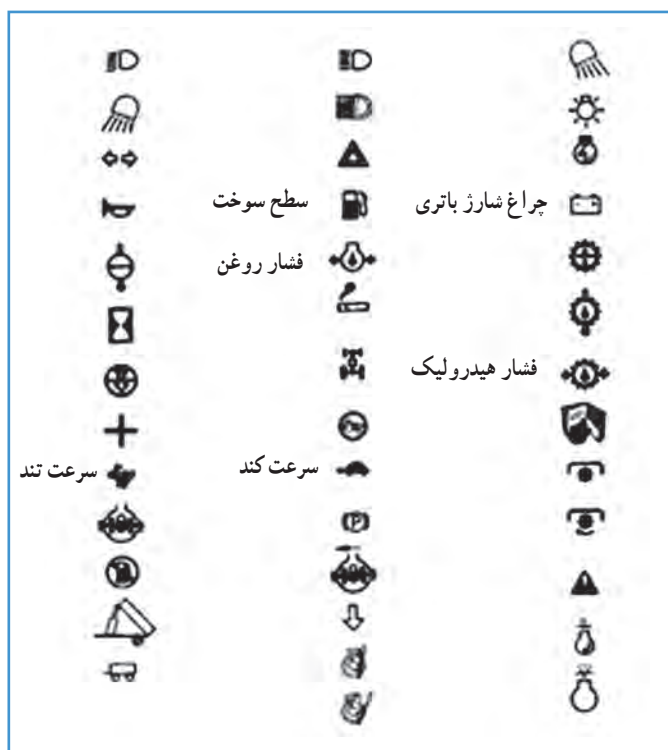 سطح سوخت
چراغ شارژ باتری
فشار روغن
فشار هیدرولیک
سرعت کند
سرعت تند
P